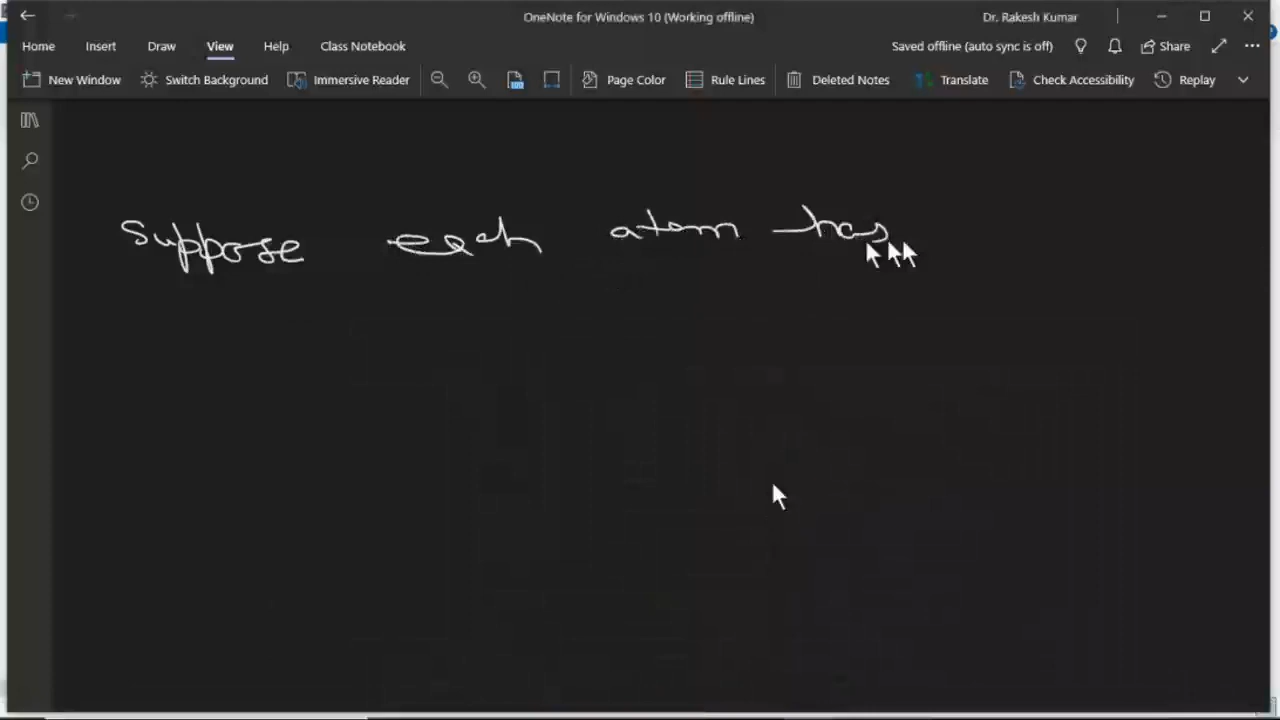 OneNote for Windows 10 (Working offline) Dr. Rakesh Kumar
Home Insert Draw View Help Class Notebook Saved offline (auto sync is off) Share
New Window Switch Background Immersive Reader Page Color Rule Lines Deleted Notes Translate Check Accessibility Replay
Suppose each atom has